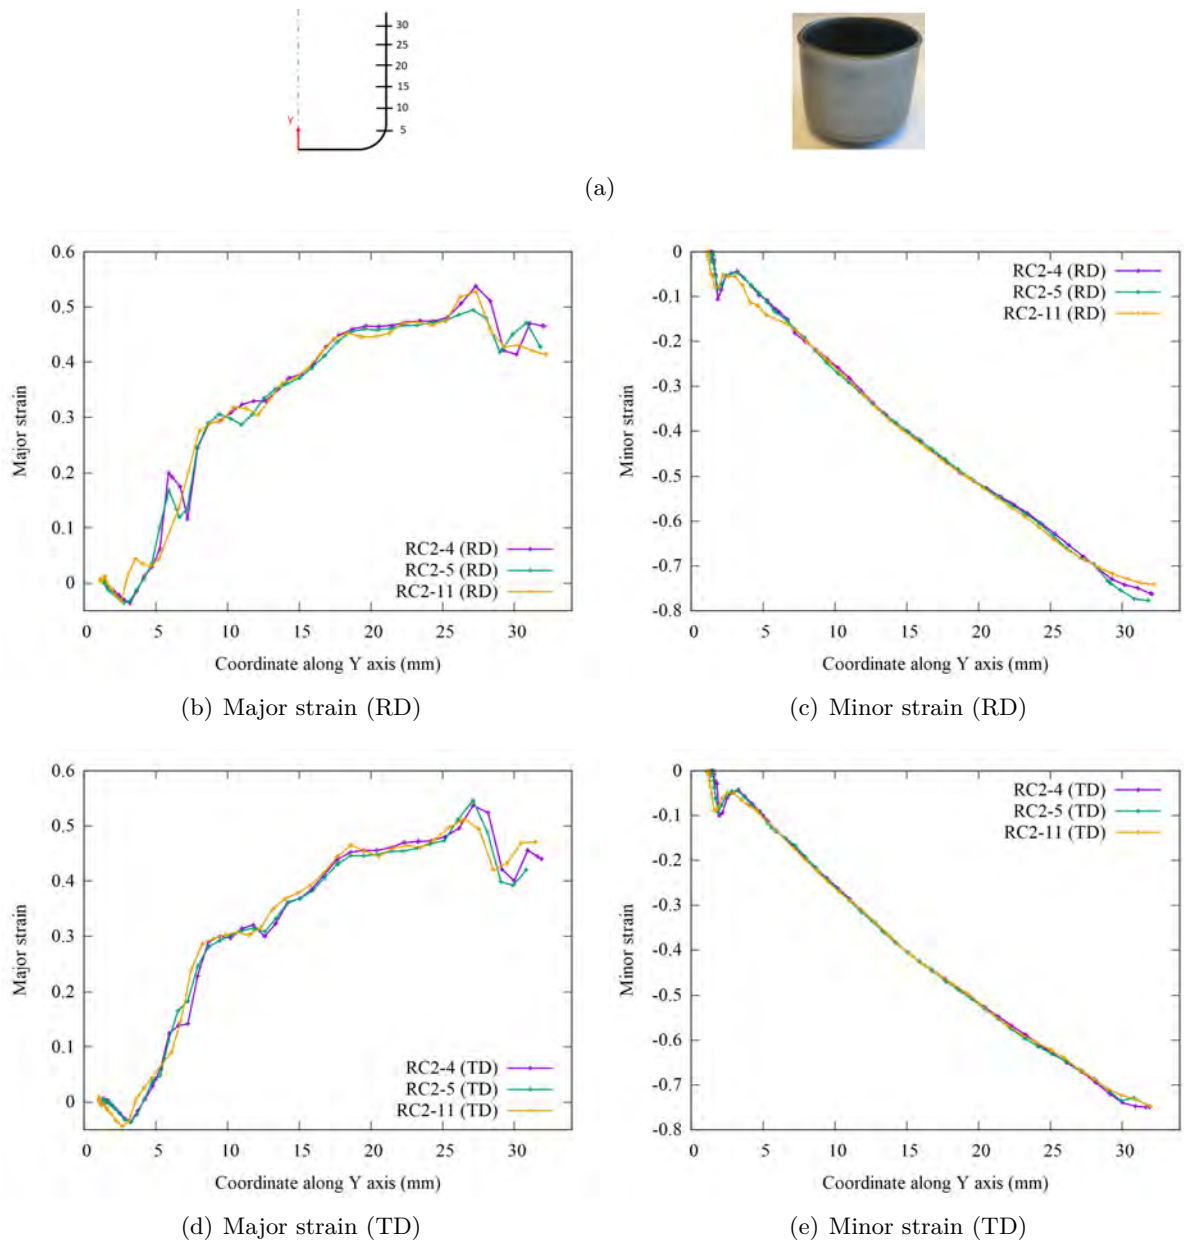 30
25
20
15
10
5
Y
(a)
0.6
0.5
0.4
0.3
0.2
0.1
0
Major strain
RC2-4 (RD)
RC2-5 (RD)
RC2-11 (RD)
0 5 10 15 20 25 30
Coordinate along Y axis (mm)
(b) Major strain (RD)
0
-0.1
-0.2
-0.3
-0.4
-0.5
-0.6
-0.7
-0.8
Minor strain
RC2-4 (RD)
RC2-5 (RD)
RC2-11 (RD)
0 5 10 15 20 25 30
Coordinate along Y axis (mm)
(c) Minor strain (RD)
0.6
0.5
0.4
0.3
0.2
0.1
0
Major strain
RC2-4 (TD)
RC2-5 (TD)
RC2-11 (TD)
0 5 10 15 20 25 30
Coordinate along Y axis (mm)
(d) Major strain (TD)
0
-0.1
-0.2
-0.3
-0.4
-0.5
-0.6
-0.7
-0.8
Minor strain
RC2-4 (TD)
RC2-5 (TD)
RC2-11 (TD)
0 5 10 15 20 25 30
Coordinate along Y axis (mm)
(e) Minor strain (TD)